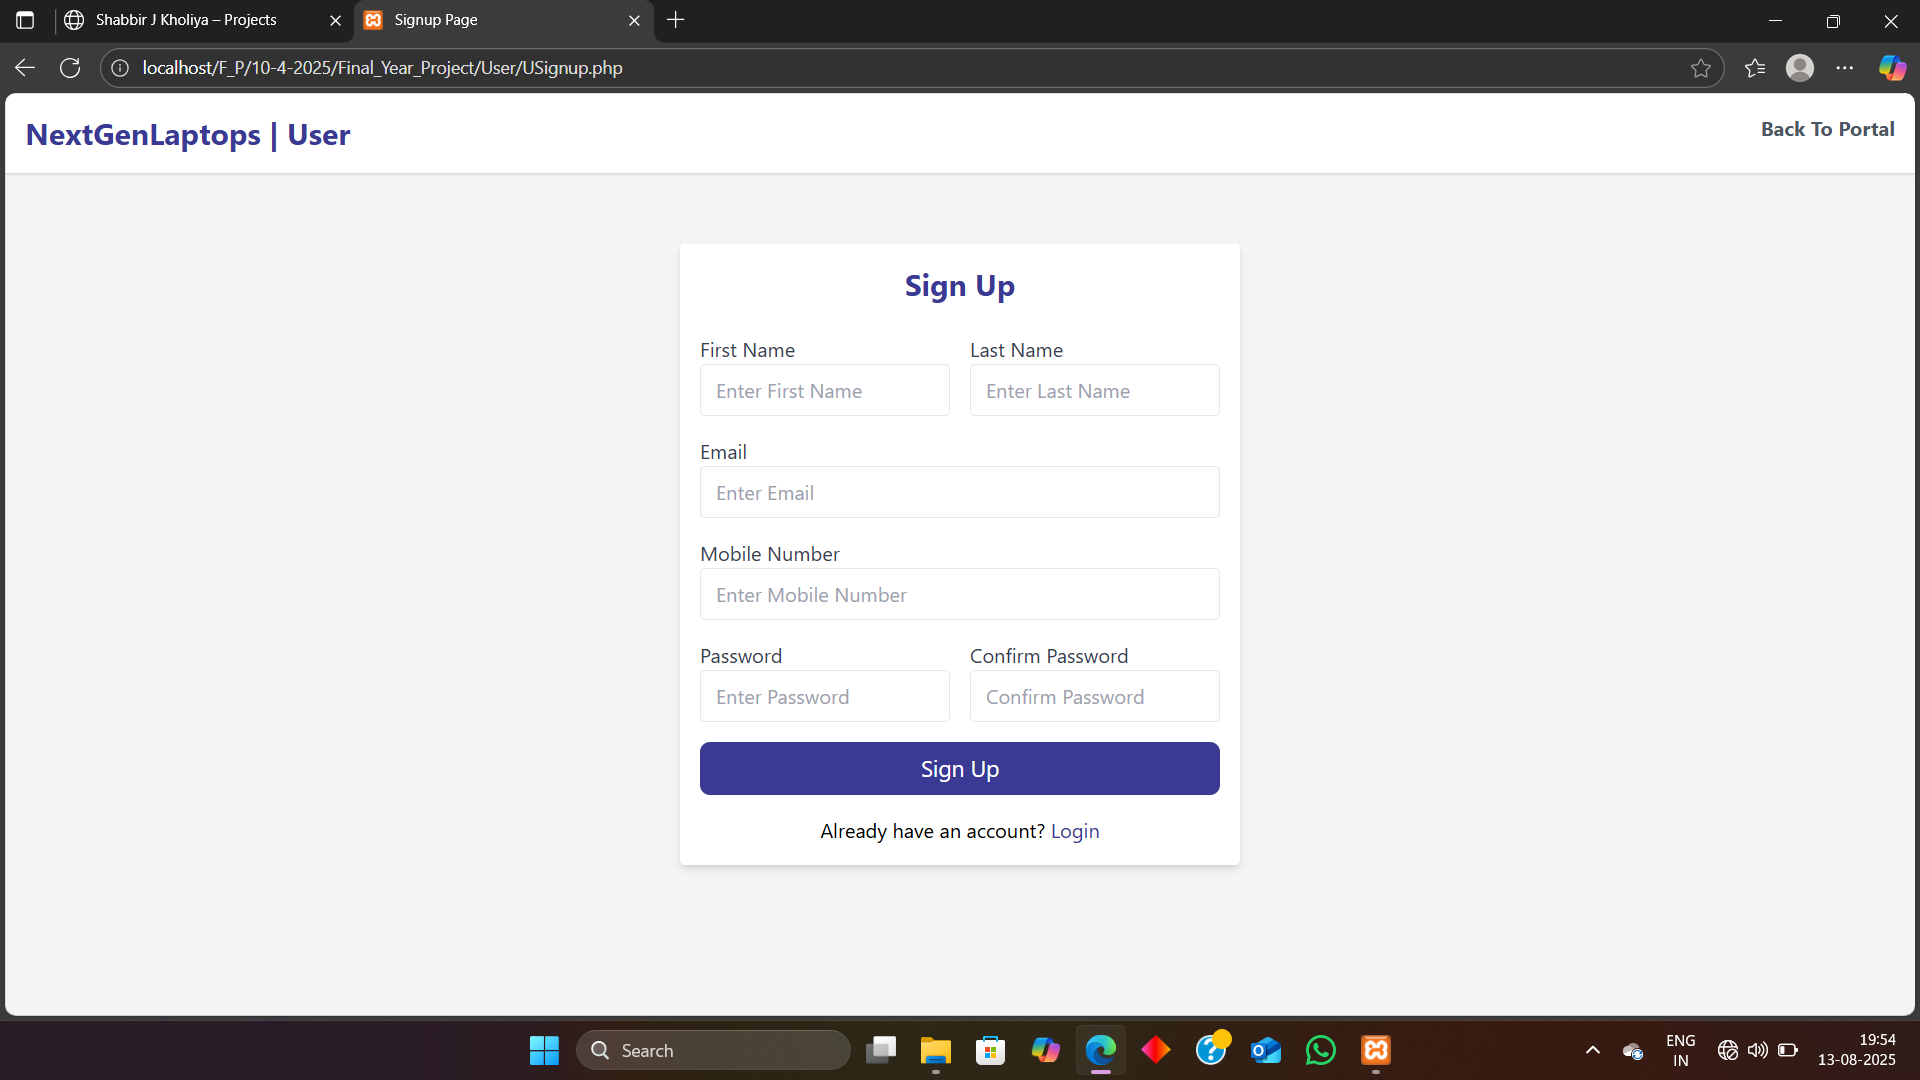 Shabbir J Kholiya – Projects
Signup Page
localhost/F_P/10-4-2025/Final_Year_Project/User/USignup.php
NextGenLaptops | User
Back To Portal
Sign Up
First Name
Last Name
Enter First Name
Enter Last Name
Email
Enter Email
Mobile Number
Enter Mobile Number
Password
Confirm Password
Enter Password
Confirm Password
Sign Up
Already have an account? Login
Search
ENG
IN
19:54
13-08-2025